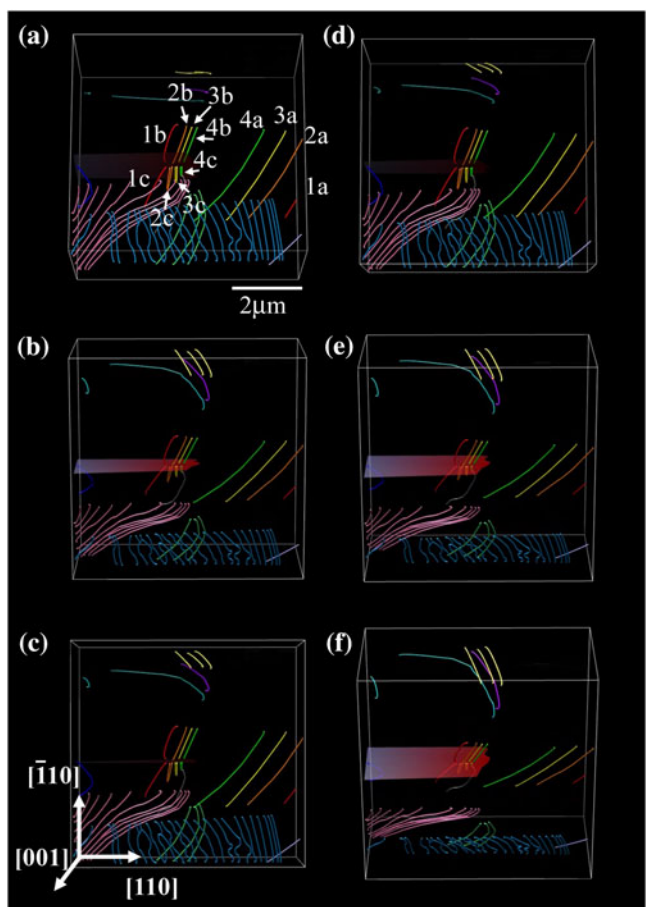 (a)
(d)
2b 3b
4a 3a
1b
4b
2a
4c
1c
1a
2c 3c
2μm
(b)
(e)
(c)
(f)
[1̄10]
[001]
[110]